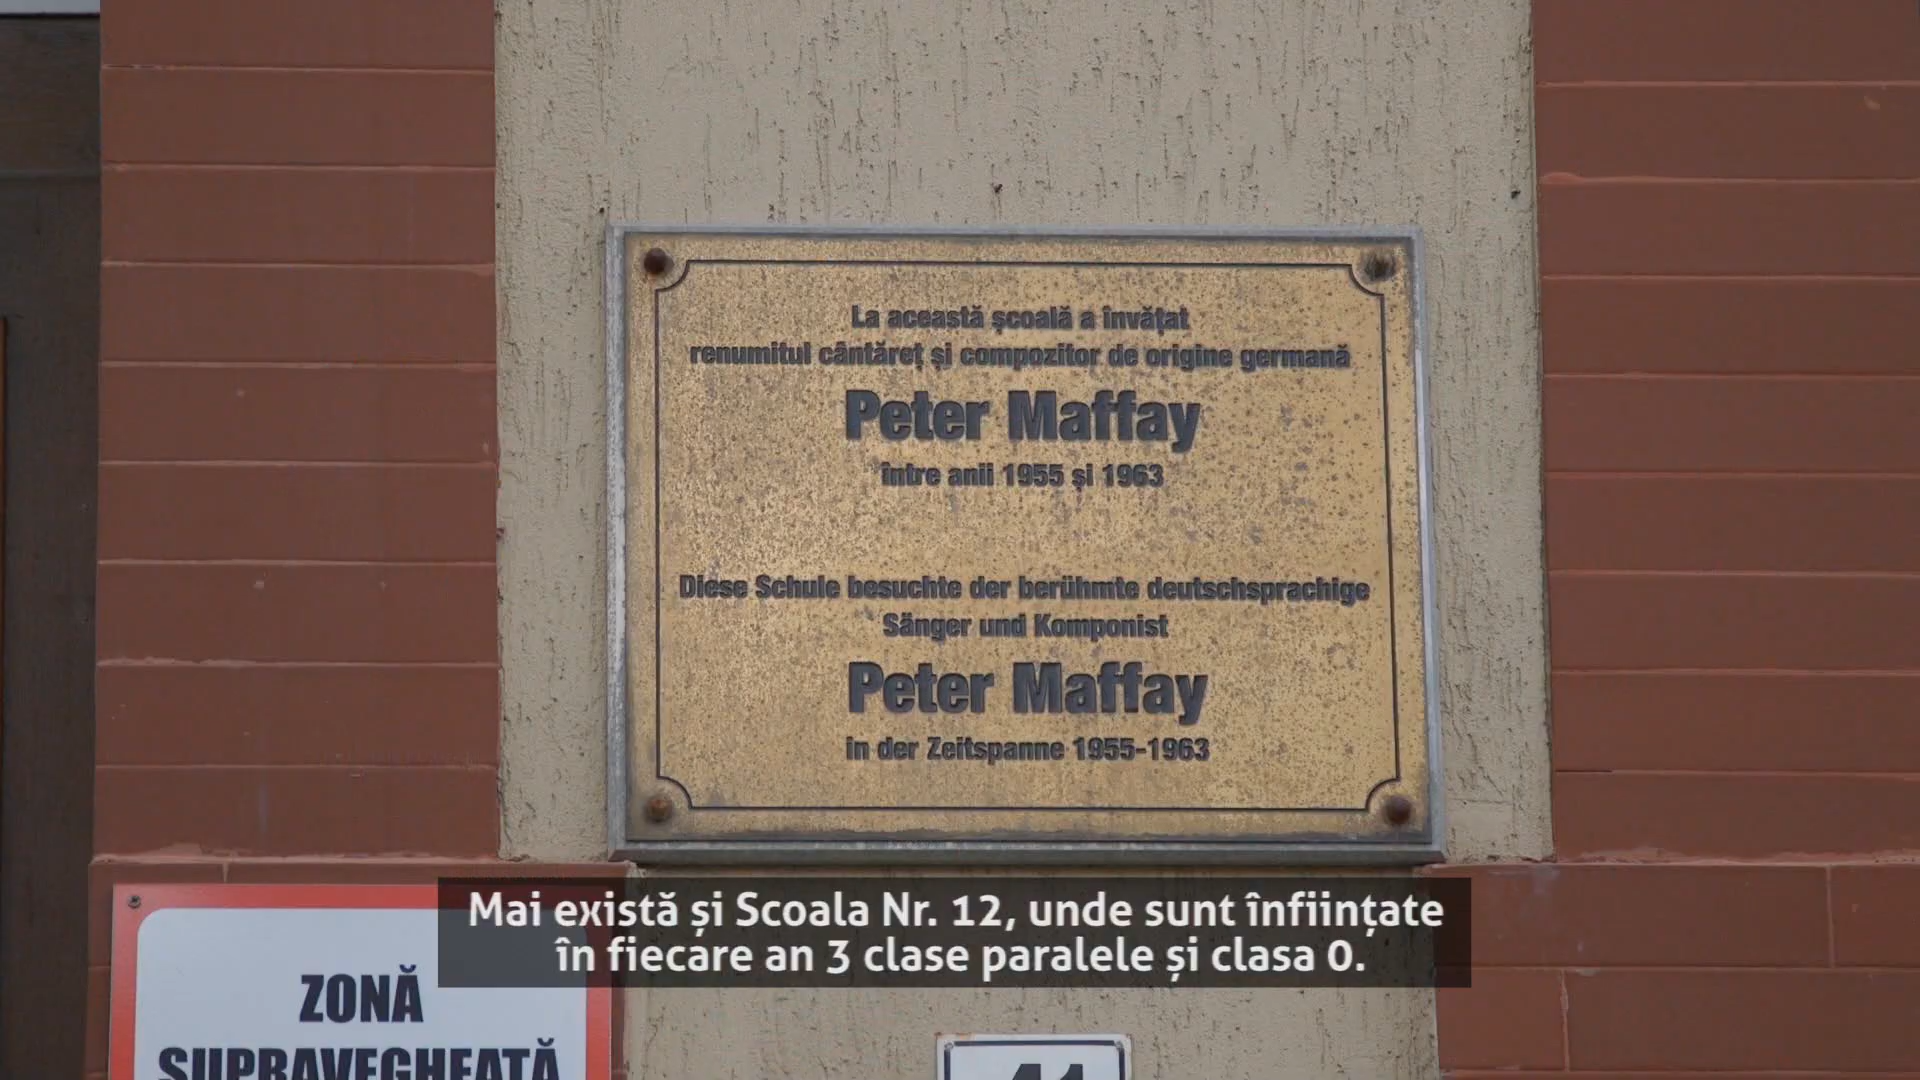 La această școală a învățat
renumitul cântăreț și compozitor de origine germană
Peter Maffay
între anii 1955 și 1963
Diese Schule besuchte der berühmte deutschsprachige
Sänger und Komponist
Peter Maffay
in der Zeitspanne 1955-1963
Mai există și Scoala Nr. 12, unde sunt înființate
în fiecare an 3 clase paralele și clasa 0.
ZONĂ
SUPRAVEGHEATĂ